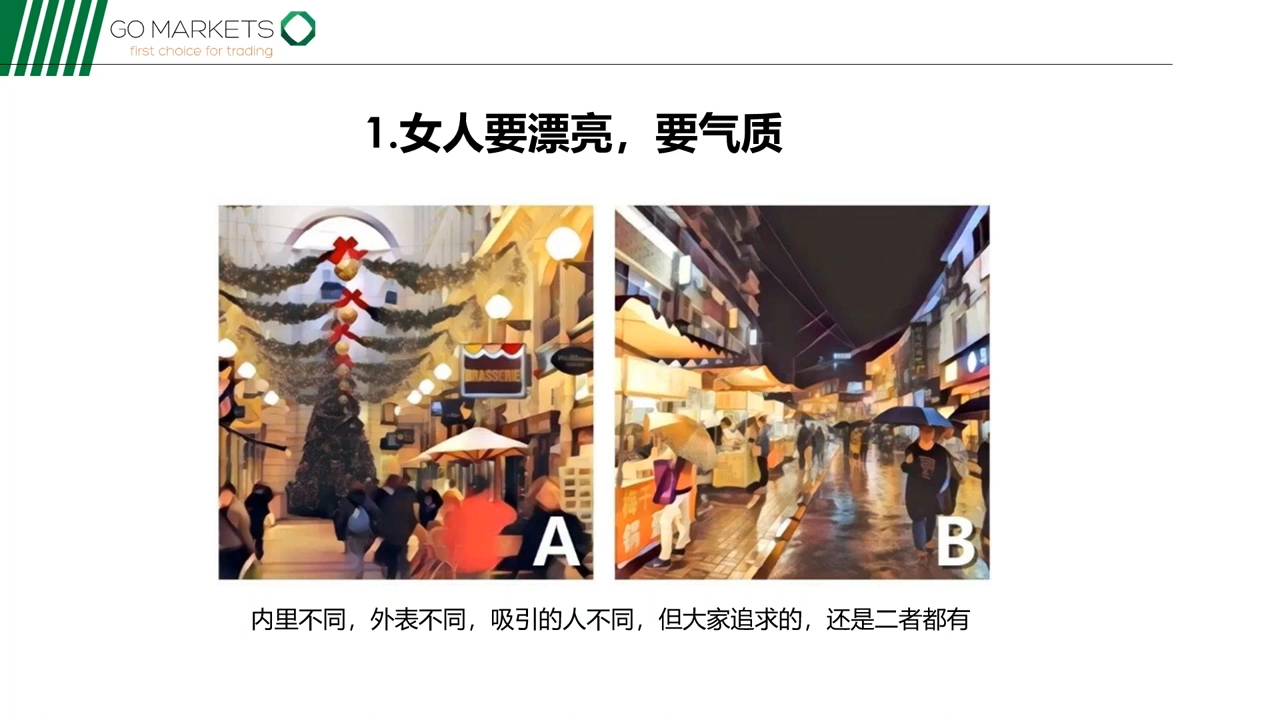 GO MARKETS
first choice for trading
1.女人要漂亮，要气质
BRASSERIE
A
B
内里不同，外表不同，吸引的人不同，但大家追求的，还是二者都有